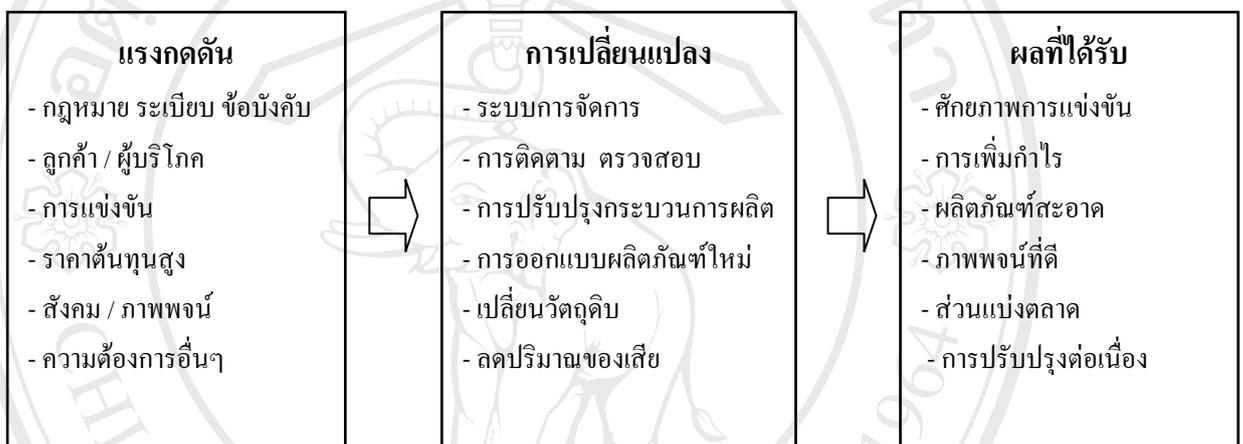 แรงกดดัน
- กฎหมาย ระเบียบ ข้อบังคับ
- ลูกค้า / ผู้บริโภค
- การแข่งขัน
- ราคาต้นทุนสูง
- สังคม / ภาพพจน์
- ความต้องการอื่นๆ
การเปลี่ยนแปลง
- ระบบการจัดการ
- การติดตาม ตรวจสอบ
- การปรับปรุงกระบวนการผลิต
- การออกแบบผลิตภัณฑ์ใหม่
- เปลี่ยนวัตถุดิบ
- ลดปริมาณของเสีย
ผลที่ได้รับ
- ศักยภาพการแข่งขัน
- การเพิ่มกำไร
- ผลิตภัณฑ์สะอาด
- ภาพพจน์ที่ดี
- ส่วนแบ่งตลาด
- การปรับปรุงต่อเนื่อง
CHI
1964